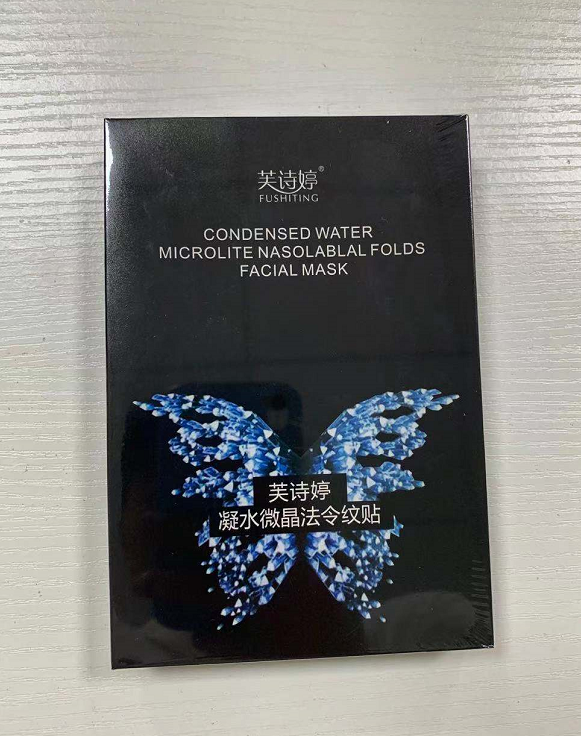 芙诗婷®
FUSHITING
CONDENSED WATER
MICROLITE NASOLABLAL FOLDS
FACIAL MASK
芙诗婷
凝水微晶法令纹贴